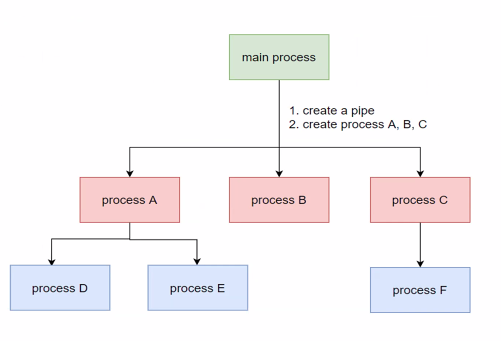 main process
1. create a pipe
2. create process A, B, C
process A
process B
process C
process D
process E
process F